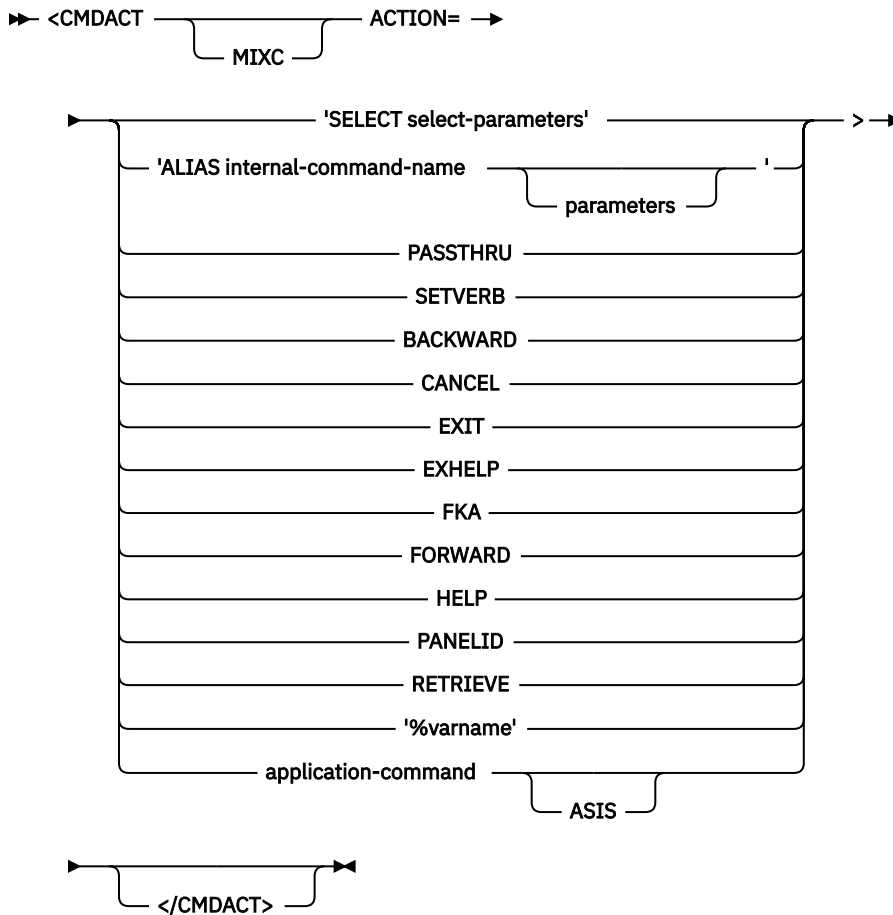 <CMDACT ACTION=
MIXC
'SELECT select-parameters' >
'ALIAS internal-command-name '
parameters
PASSTHRU
SETVERB
BACKWARD
CANCEL
EXIT
EXHELP
FKA
FORWARD
HELP
PANELID
RETRIEVE
'%varname'
application-command
ASIS
</CMDACT>